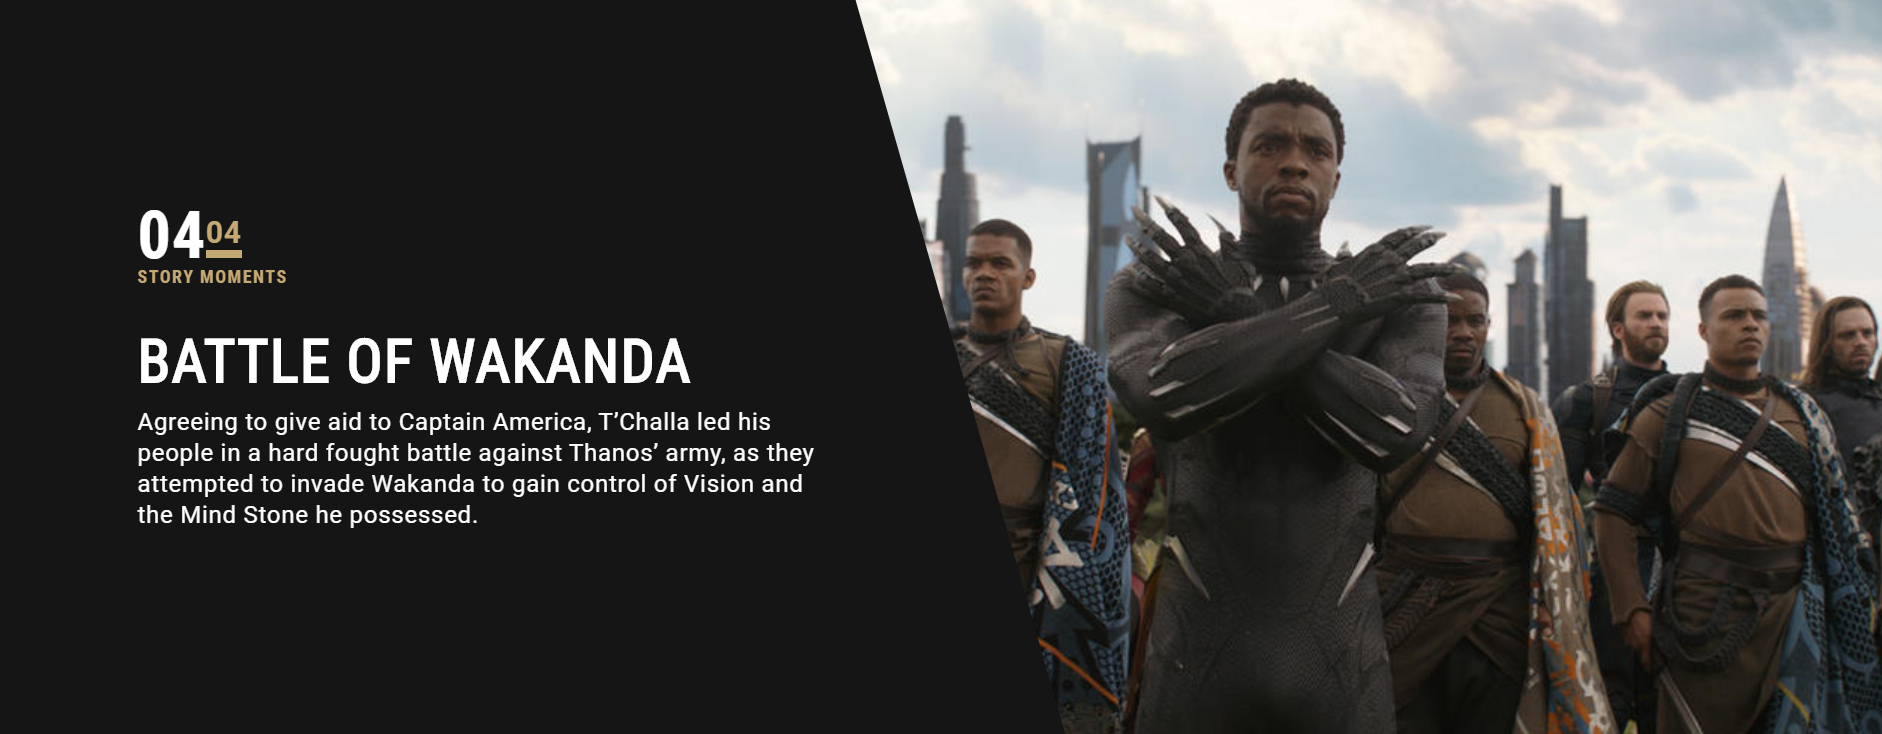 04 04
STORY MOMENTS
BATTLE OF WAKANDA
Agreeing to give aid to Captain America, T’Challa led his
people in a hard fought battle against Thanos’ army, as they
attempted to invade Wakanda to gain control of Vision and
the Mind Stone he possessed.